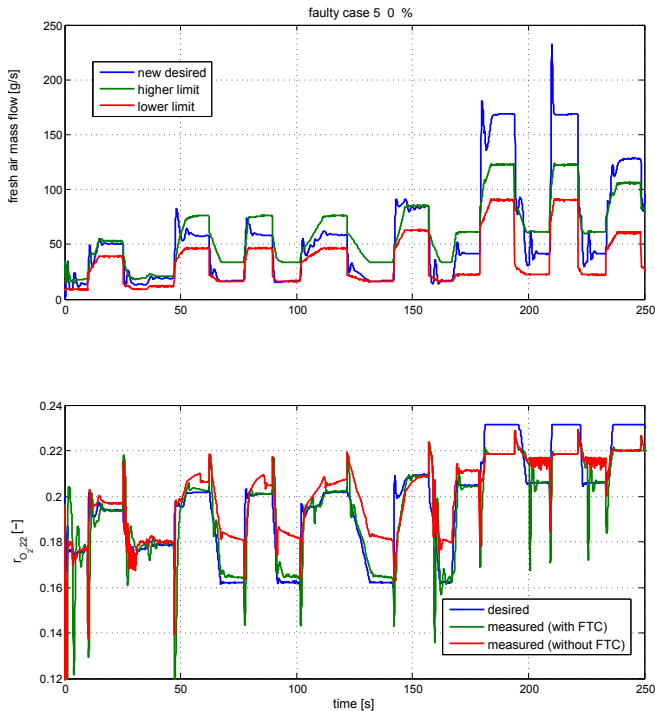 faulty case 5 0 %
fresh air mass flow [g/s]
250
200
150
100
50
0
new desired
higher limit
lower limit
0
50
100
150
200
250
r_O2,22 [–]
0.24
0.22
0.2
0.18
0.16
0.14
0.12
desired
measured (with FTC)
measured (without FTC)
0
50
100
150
200
250
time [s]